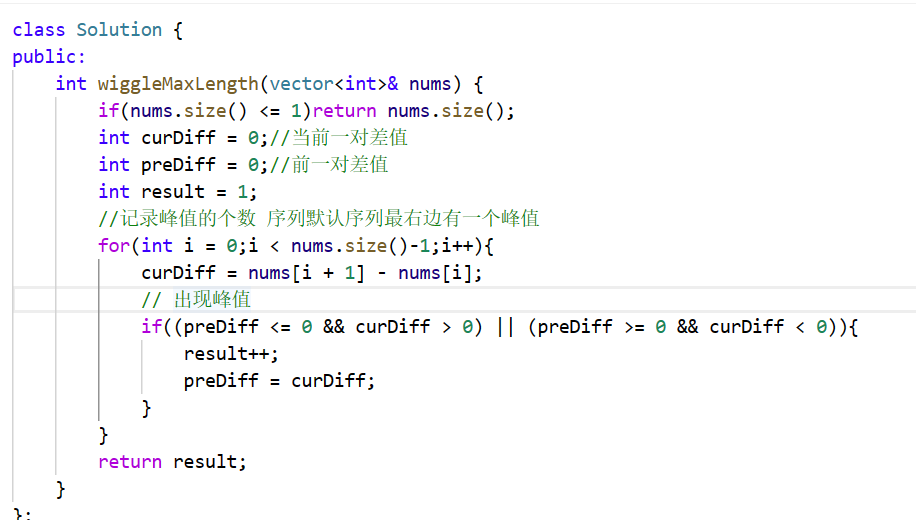 class Solution {
public:
    int wiggleMaxLength(vector<int>& nums) {
        if(nums.size() <= 1)return nums.size();
        int curDiff = 0;//当前一对差值
        int preDiff = 0;//前一对差值
        int result = 1;
        //记录峰值的个数 序列默认序列最右边有一个峰值
        for(int i = 0;i < nums.size()-1;i++){
            curDiff = nums[i + 1] - nums[i];
            // 出现峰值
            if((preDiff <= 0 && curDiff > 0) || (preDiff >= 0 && curDiff < 0)){
                result++;
                preDiff = curDiff;
            }
        }
        return result;
    }
};